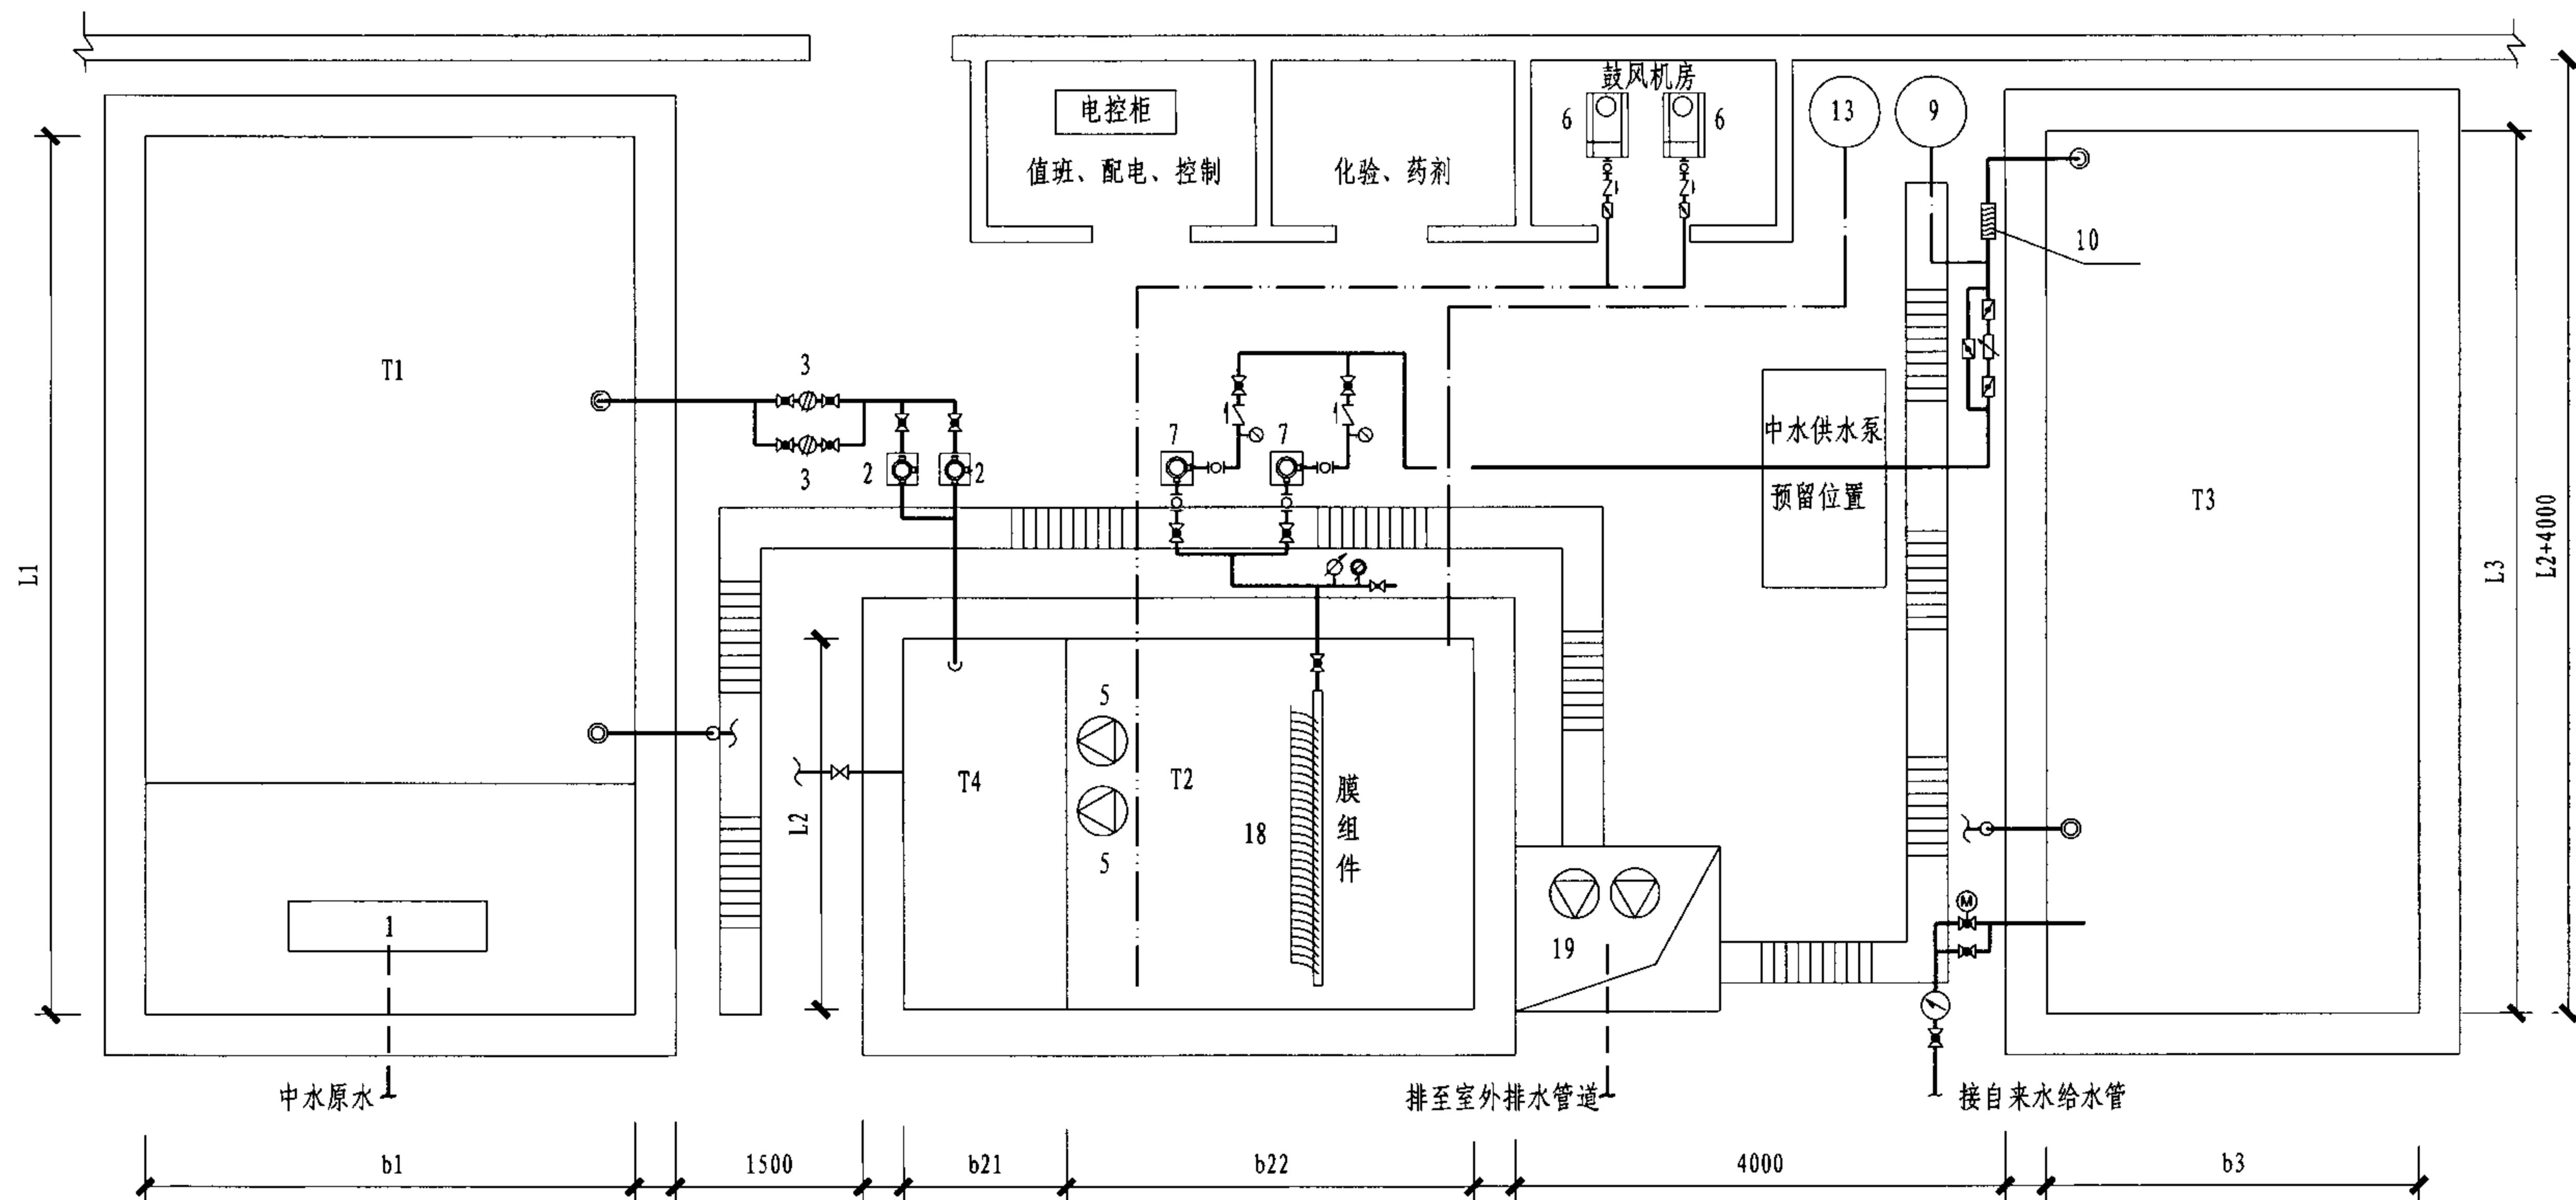 鼓风机房
电控柜
6
6
13
9
值班、配电、控制
化验、药剂
10
T1
3
3
2
2
7
7
中水供水泵
预留位置
T3
L1
L3
L2+4000
5
T4
T2
5
L2
18
膜组件
1
19
M
中水原水
排至室外排水管道
接自来水给水管
b1
1500
b21
b22
4000
b3